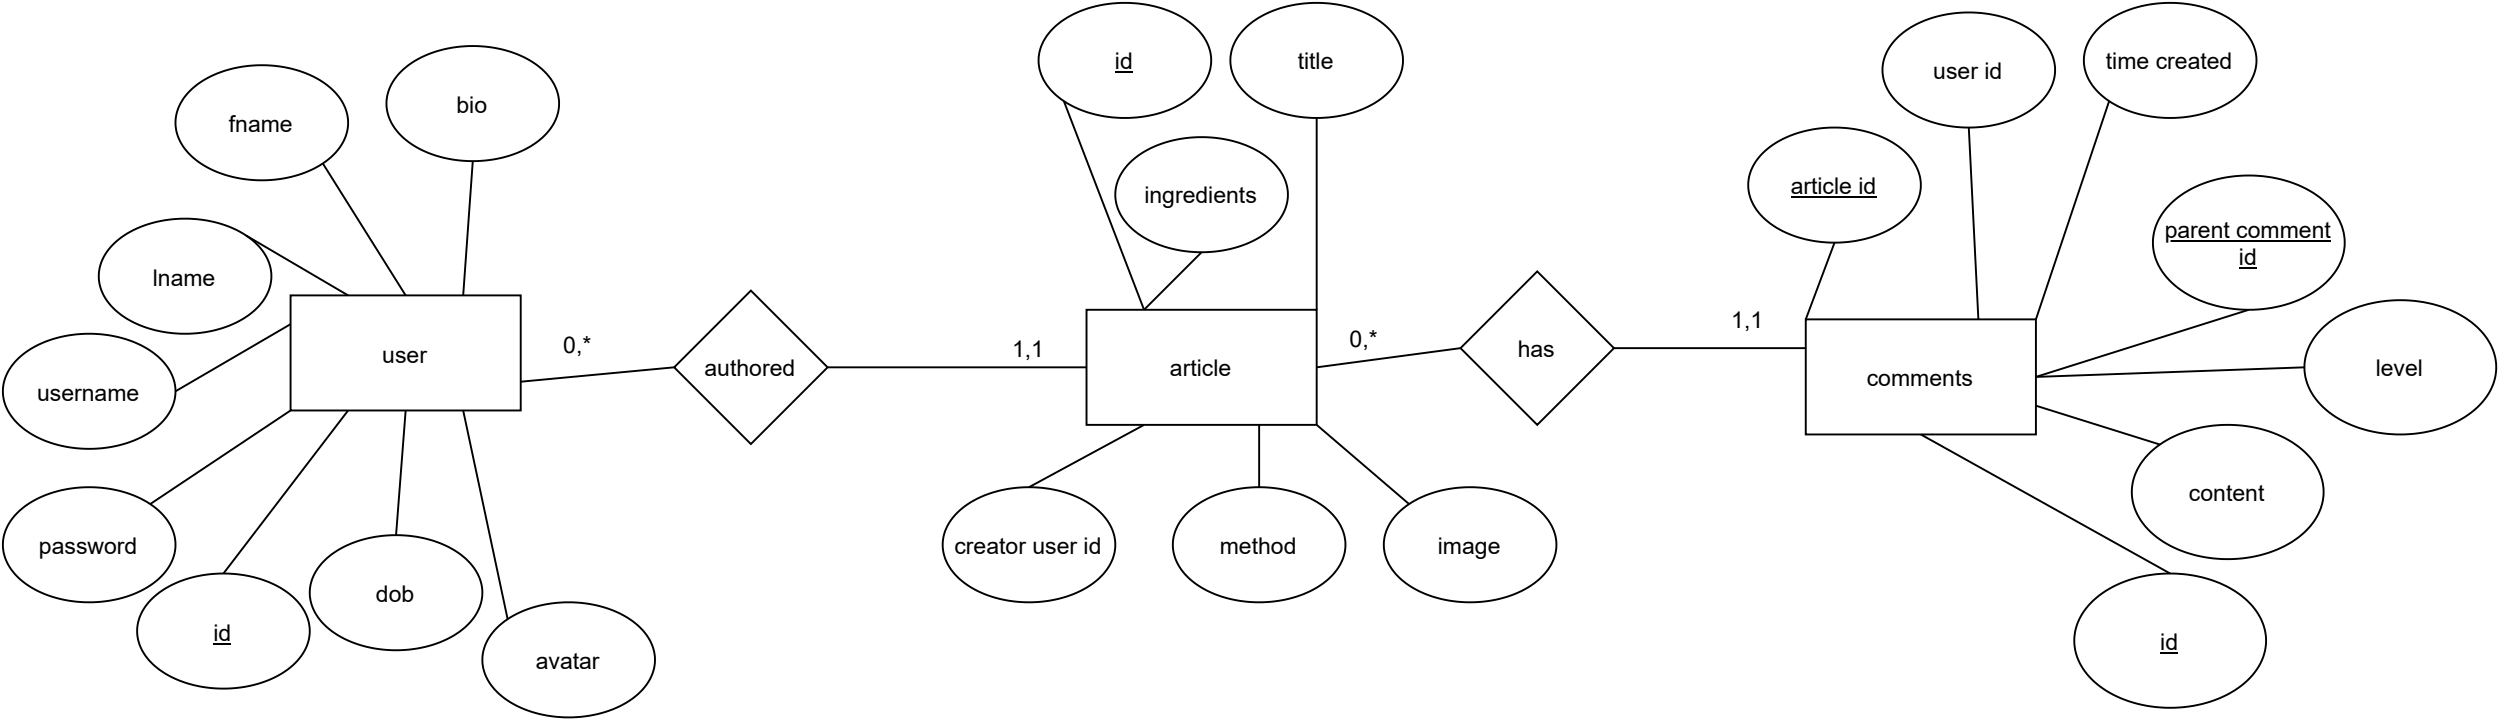 id
title
user id
time created
fname
bio
article id
ingredients
parent comment
id
lname
user
0,*
authored
1,1
article
0,*
has
1,1
comments
level
username
password
creator user id
method
image
content
id
dob
avatar
id